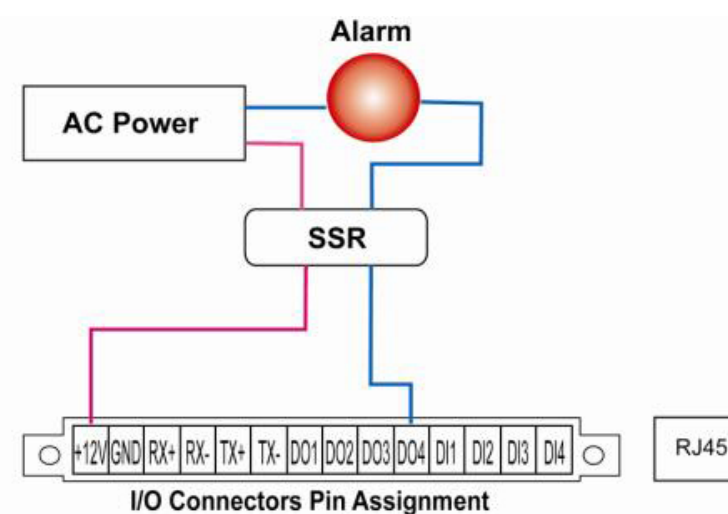 Alarm
AC Power
SSR
+12V GND RX+ RX- TX+ TX- DO1 DO2 DO3 DO4 DI1 DI2 DI3 DI4
RJ45
I/O Connectors Pin Assignment